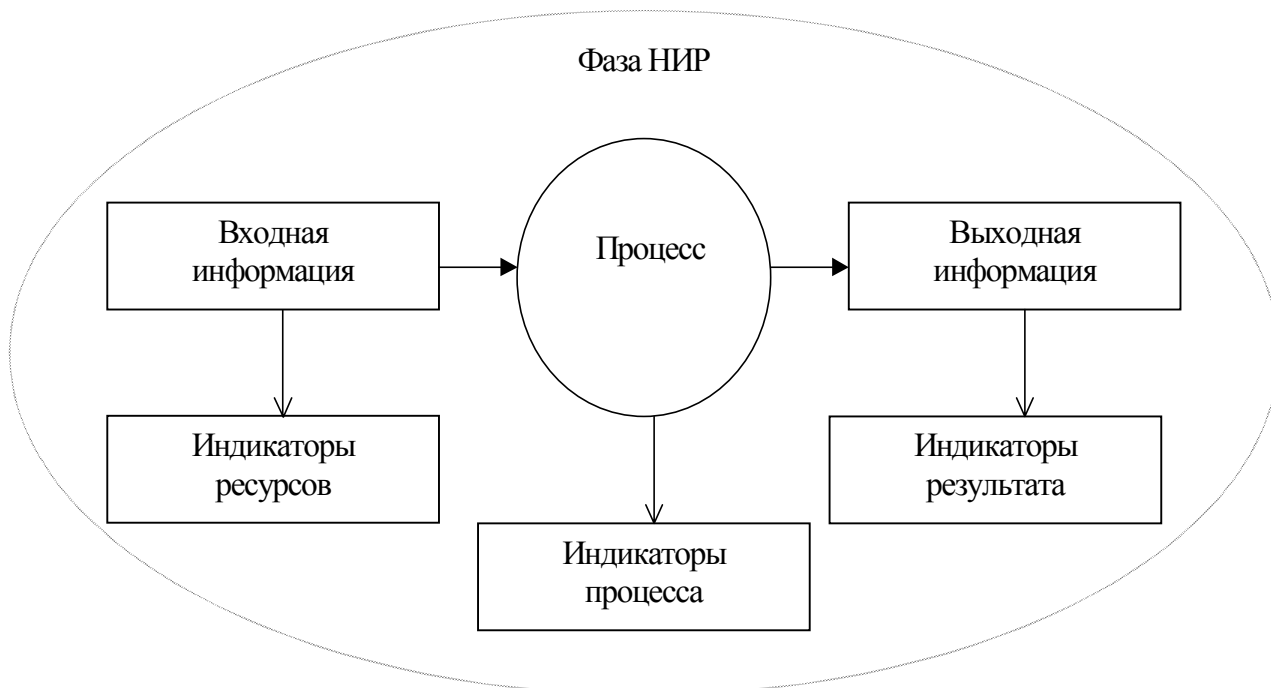 Фаза НИР
Входная
информация
Процесс
Выходная
информация
Индикаторы
ресурсов
Индикаторы
процесса
Индикаторы
результата